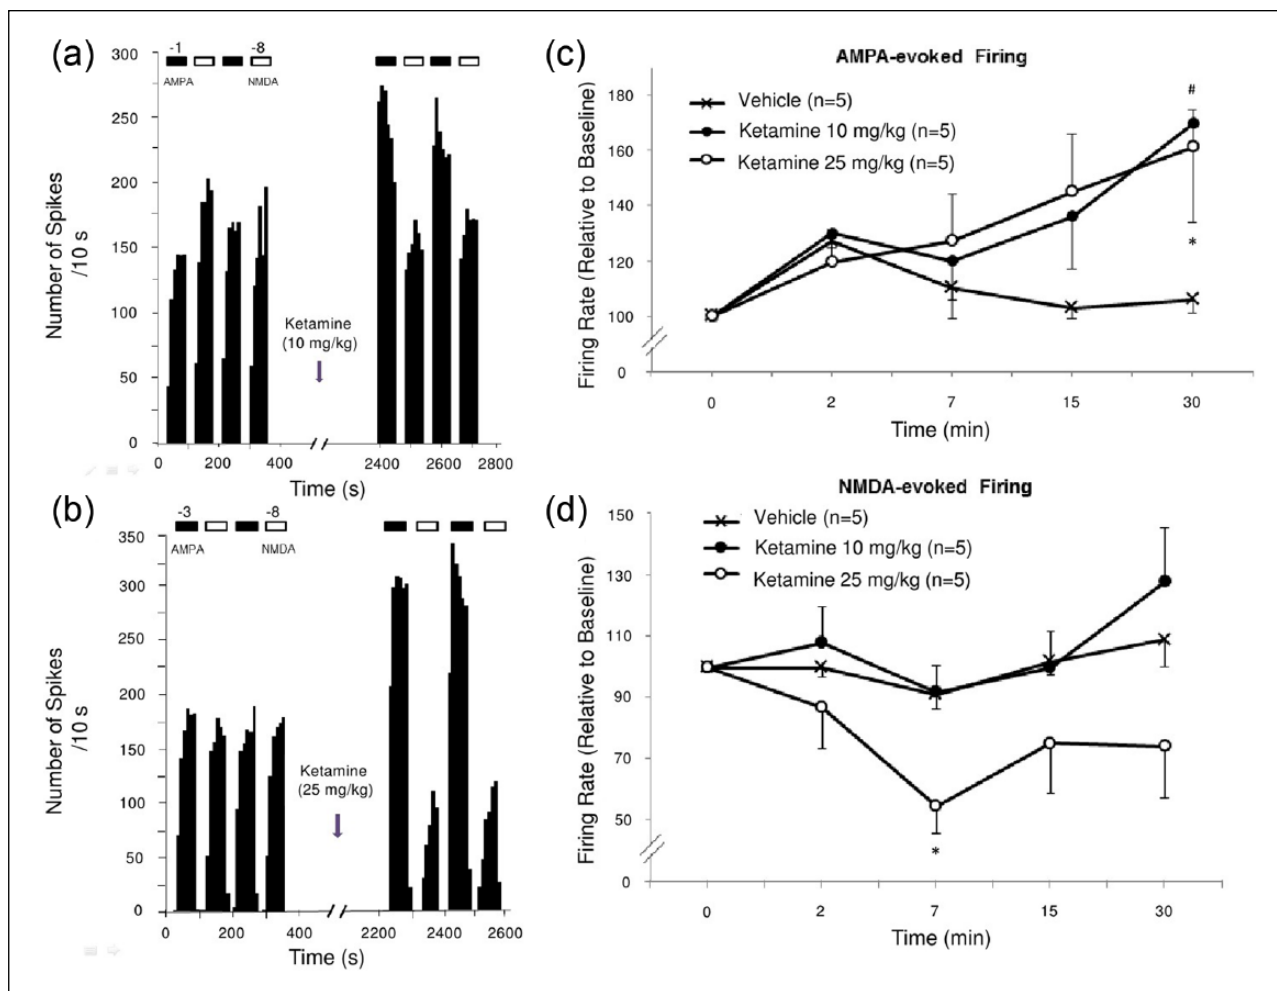 (a)
-1
-8
AMPA
NMDA
300
250
200
150
100
50
0
Number of Spikes
/10 s
Ketamine
(10 mg/kg)
0
200
400
2400
2600
2800
Time (s)
(b)
-3
-8
AMPA
NMDA
350
300
250
200
150
100
50
0
Number of Spikes
/10 s
Ketamine
(25 mg/kg)
0
200
400
2200
2400
2600
Time (s)
(c)
AMPA-evoked Firing
Vehicle (n=5)
Ketamine 10 mg/kg (n=5)
Ketamine 25 mg/kg (n=5)
180
160
140
120
100
0
Firing Rate (Relative to Baseline)
#
*
0
2
7
15
30
Time (min)
(d)
NMDA-evoked Firing
Vehicle (n=5)
Ketamine 10 mg/kg (n=5)
Ketamine 25 mg/kg (n=5)
150
130
110
90
70
50
0
Firing Rate (Relative to Baseline)
*
0
2
7
15
30
Time (min)